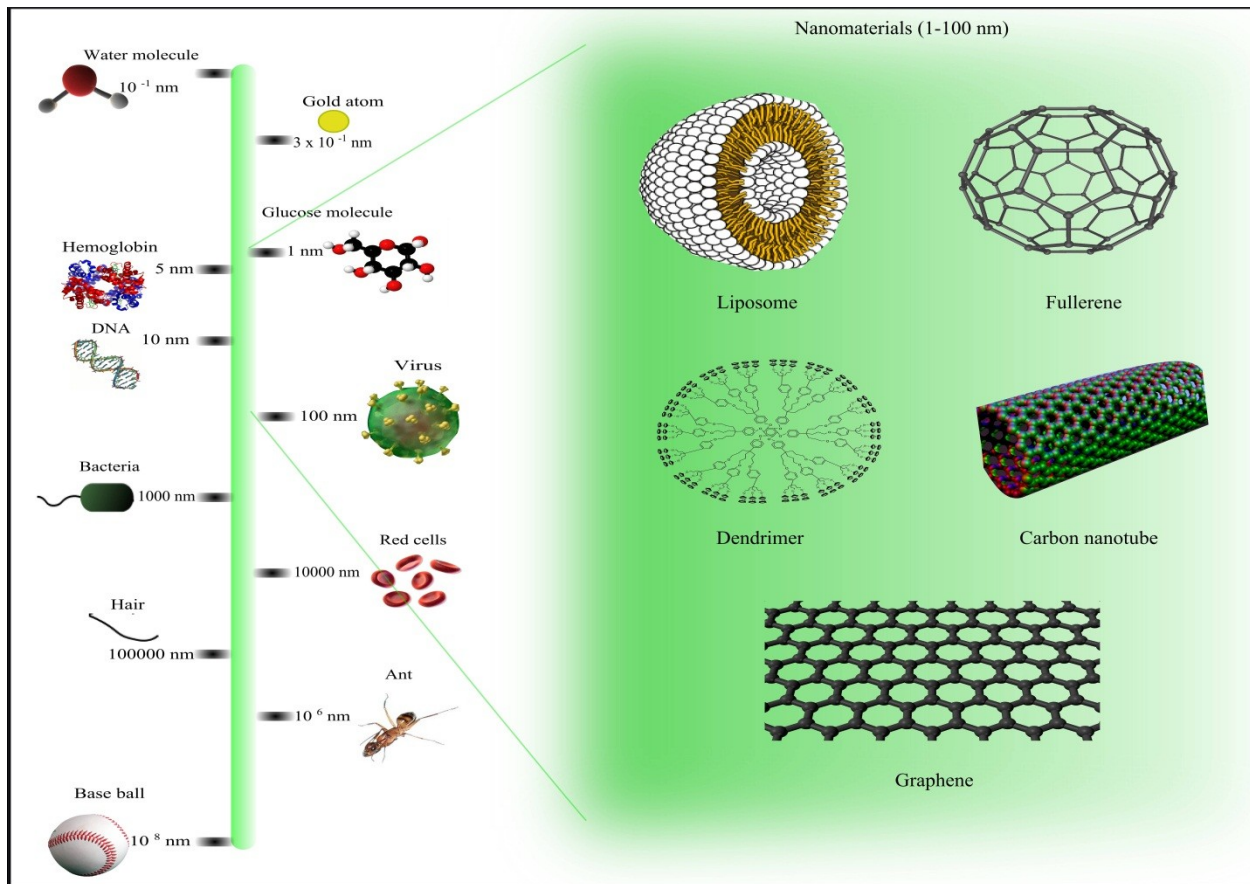 Nanomaterials (1-100 nm)
Water molecule
10 ⁻¹ nm
Gold atom
3 x 10 ⁻¹ nm
Glucose molecule
1 nm
Hemoglobin
5 nm
DNA
10 nm
Virus
100 nm
Bacteria
1000 nm
Red cells
10000 nm
Hair
100000 nm
Ant
10 ⁶ nm
Base ball
10 ⁸ nm
Liposome
Fullerene
Dendrimer
Carbon nanotube
Graphene